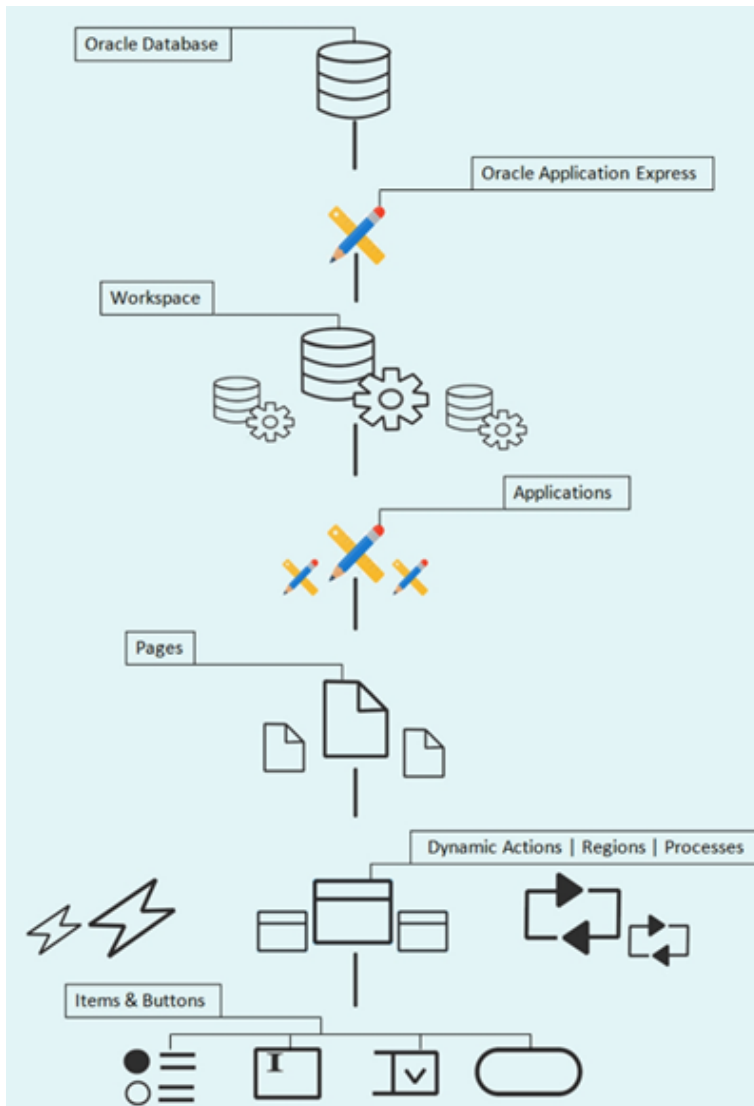 Oracle Database
Oracle Application Express
Workspace
Applications
Pages
Dynamic Actions | Regions | Processes
Items & Buttons
I